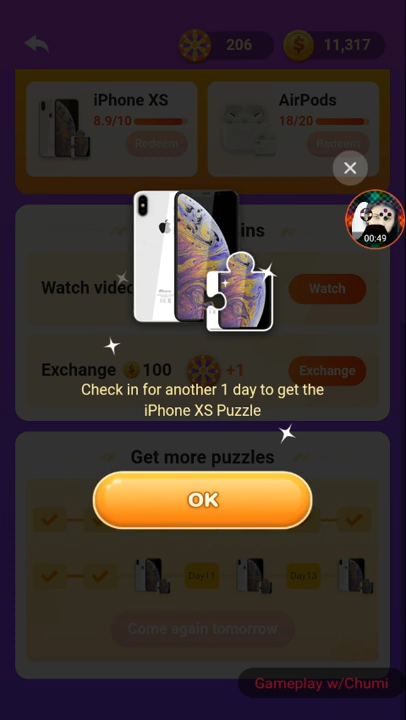 206
11,317
iPhone XS
8.9/10
Redeem
AirPods
18/20
Redeem
00:49
ins
Watch video
Watch
Exchange 100 +1
Exchange
Check in for another 1 day to get the
iPhone XS Puzzle
Get more puzzles
OK
Day11
Day15
Come again tomorrow
Gameplay w/Chumi